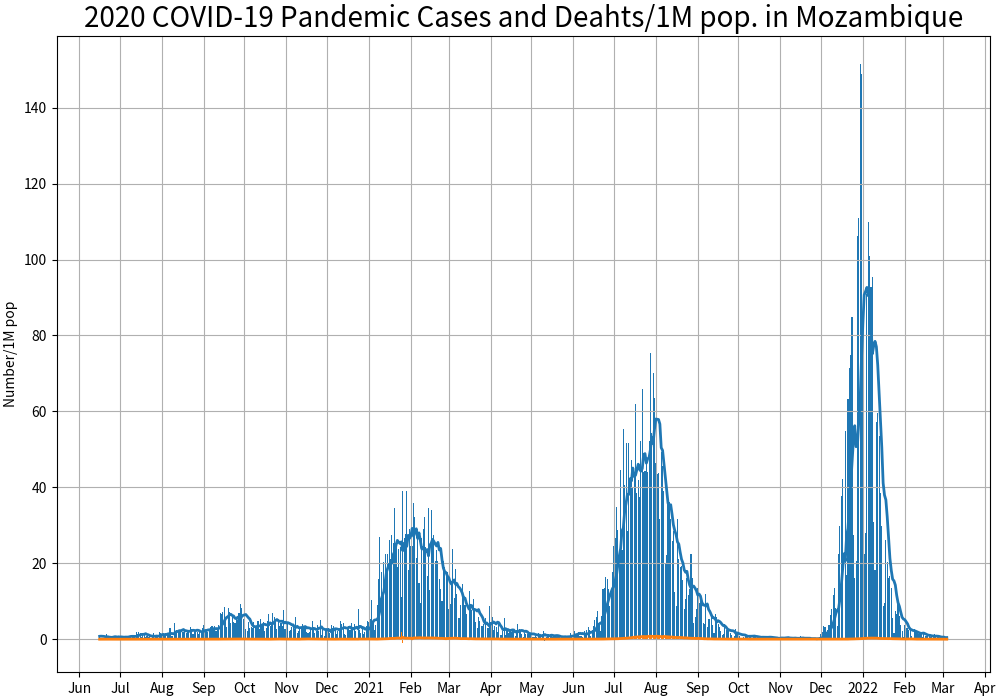 2020 COVID-19 Pandemic Cases and Deahts/1M pop. in Mozambique
Number/1M pop
140
120
100
80
60
40
20
0
Jun Jul Aug Sep Oct Nov Dec 2021 Feb Mar Apr May Jun Jul Aug Sep Oct Nov Dec 2022 Feb Mar Apr